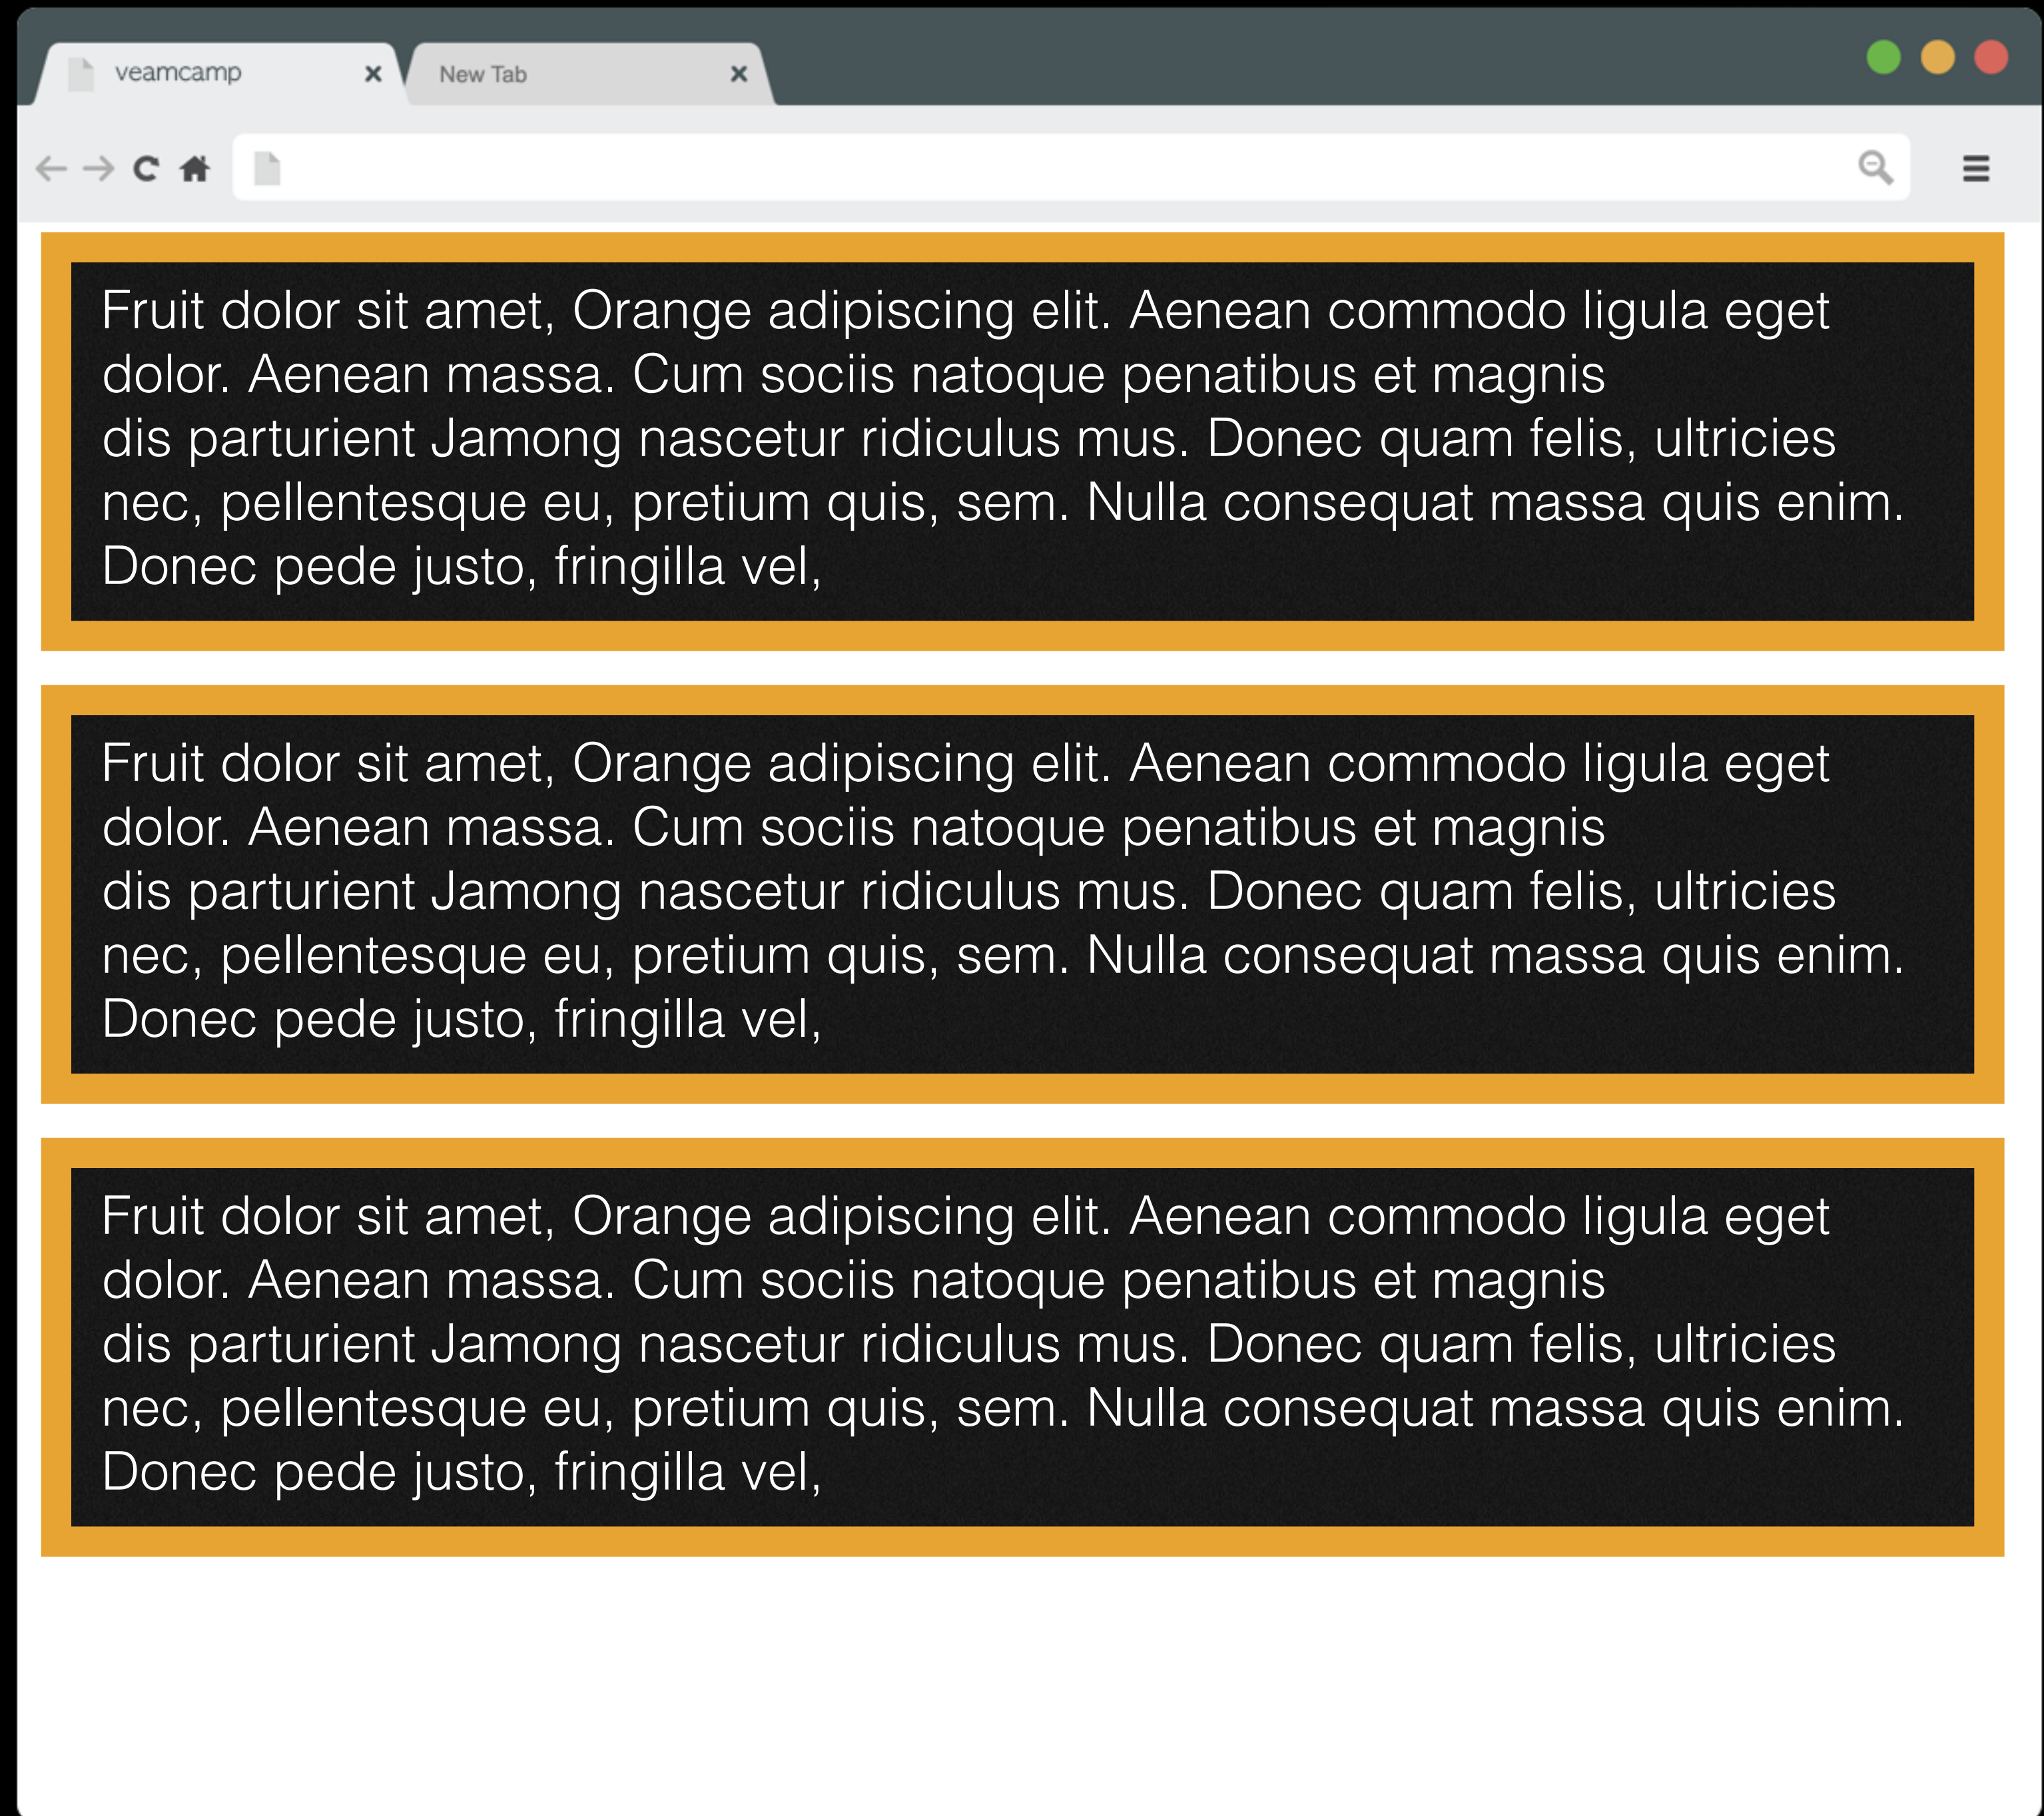 veamcamp
New Tab
Fruit dolor sit amet, Orange adipiscing elit. Aenean commodo ligula eget
dolor. Aenean massa. Cum sociis natoque penatibus et magnis
dis parturient Jamong nascetur ridiculus mus. Donec quam felis, ultricies
nec, pellentesque eu, pretium quis, sem. Nulla consequat massa quis enim.
Donec pede justo, fringilla vel,
Fruit dolor sit amet, Orange adipiscing elit. Aenean commodo ligula eget
dolor. Aenean massa. Cum sociis natoque penatibus et magnis
dis parturient Jamong nascetur ridiculus mus. Donec quam felis, ultricies
nec, pellentesque eu, pretium quis, sem. Nulla consequat massa quis enim.
Donec pede justo, fringilla vel,
Fruit dolor sit amet, Orange adipiscing elit. Aenean commodo ligula eget
dolor. Aenean massa. Cum sociis natoque penatibus et magnis
dis parturient Jamong nascetur ridiculus mus. Donec quam felis, ultricies
nec, pellentesque eu, pretium quis, sem. Nulla consequat massa quis enim.
Donec pede justo, fringilla vel,